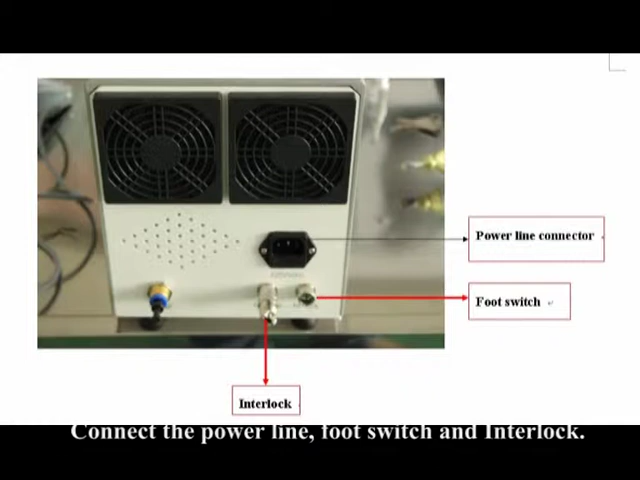 Power line connector
Foot switch
Interlock
Connect the power line, foot switch and Interlock.